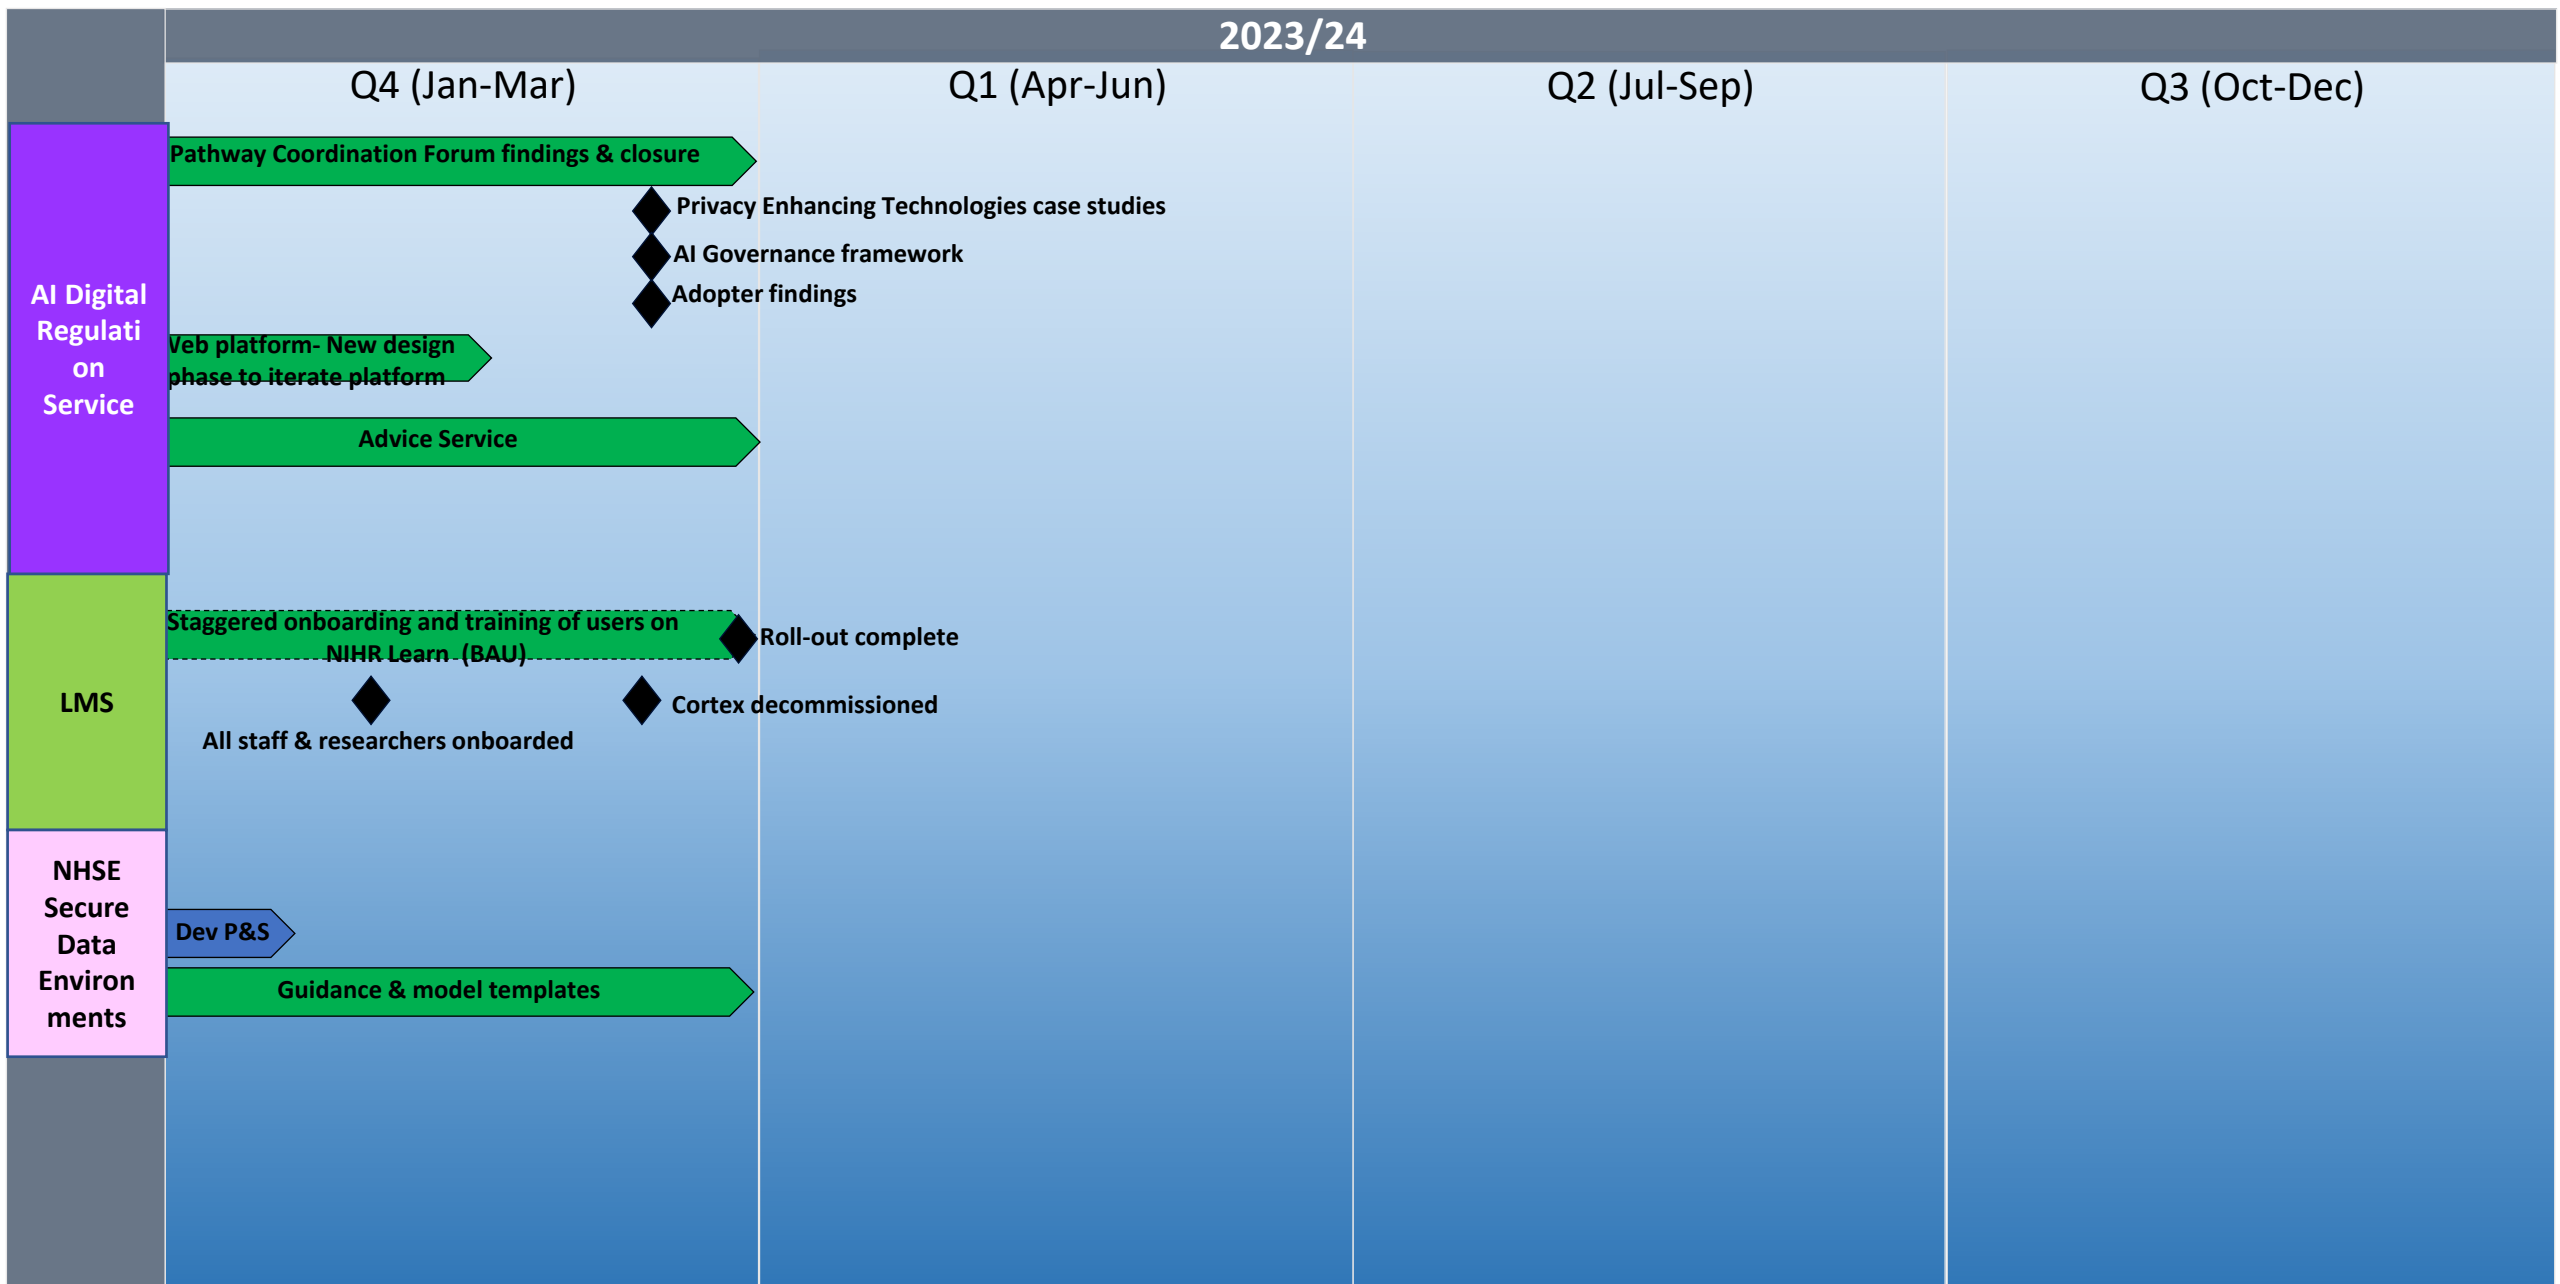 2023/24
Q4 (Jan-Mar)
Q1 (Apr-Jun)
Q2 (Jul-Sep)
Q3 (Oct-Dec)
AI Digital
Regulati
on
Service
Pathway Coordination Forum findings & closure
Privacy Enhancing Technologies case studies
AI Governance framework
Adopter findings
Web platform- New design
phase to iterate platform
Advice Service
LMS
Staggered onboarding and training of users on
NIHR Learn (BAU)
Roll-out complete
Cortex decommissioned
All staff & researchers onboarded
NHSE
Secure
Data
Environ
ments
Dev P&S
Guidance & model templates